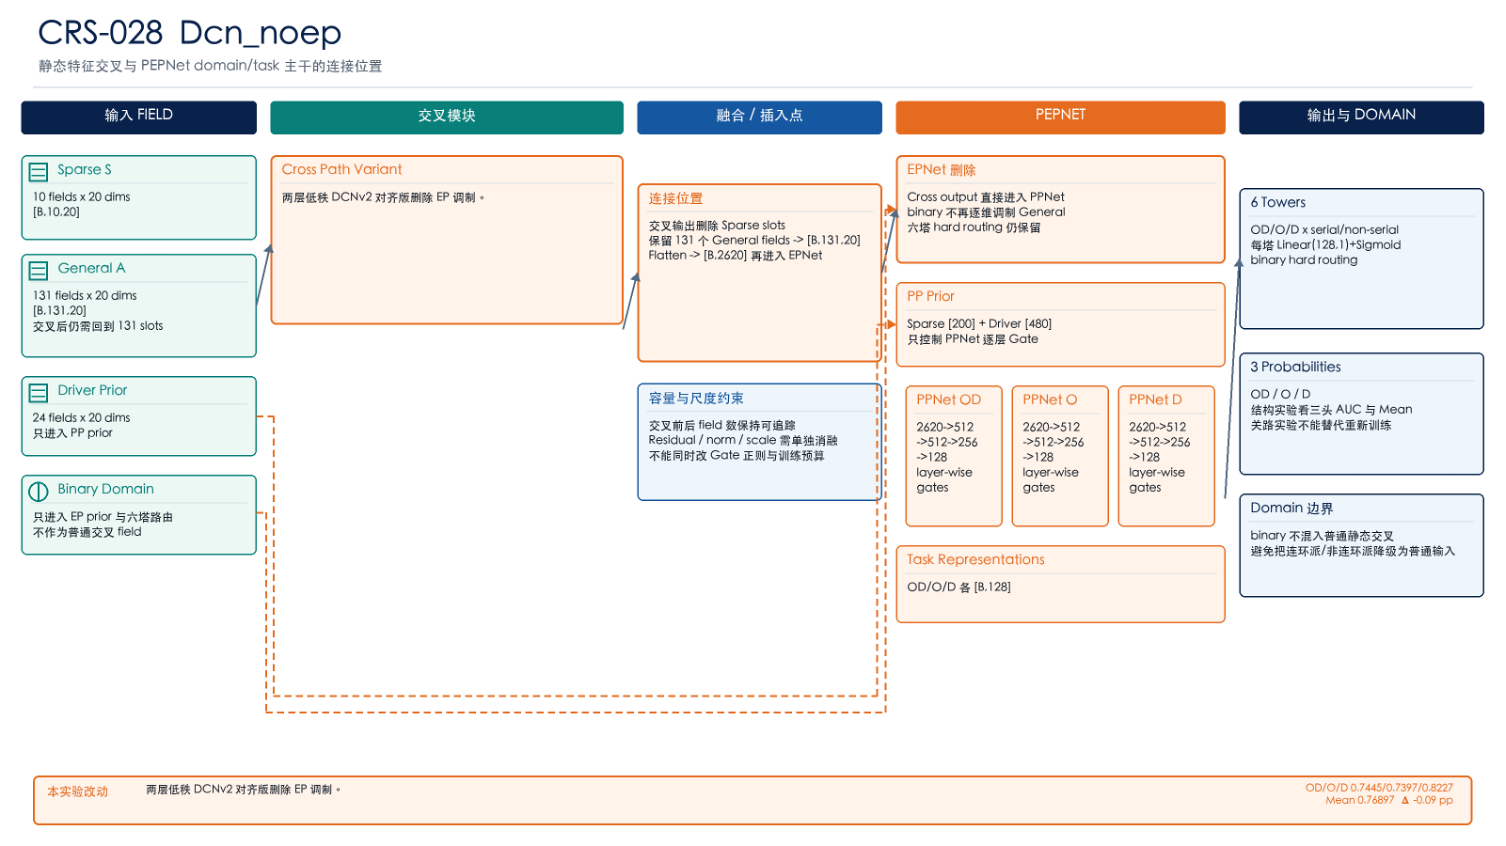 CRS-028 Dcn_noep
静态特征交叉与 PEPNet domain/task 主干的连接位置
输入 FIELD
交叉模块
融合 / 插入点
PEPNET
输出与 DOMAIN
Sparse S
10 fields x 20 dims
[B,10,20]
General A
131 fields x 20 dims
[B,131,20]
交叉后仍需回到 131 slots
Driver Prior
24 fields x 20 dims
只进入 PP prior
Binary Domain
只进入 EP prior 与六塔路由
不作为普通交叉 field
Cross Path Variant
两层低秩 DCNv2 对齐版删除 EP 调制。
连接位置
交叉输出删除 Sparse slots
保留 131 个 General fields -> [B,131,20]
Flatten -> [B,2620] 再进入 EPNet
容量与尺度约束
交叉前后 field 数保持可追踪
Residual / norm / scale 需单独消融
不能同时改 Gate 正则与训练预算
EPNet 删除
Cross output 直接进入 PPNet
binary 不再逐维调制 General
六塔 hard routing 仍保留
PP Prior
Sparse [200] + Driver [480]
只控制 PPNet 逐层 Gate
PPNet OD
2620->512
->512->256
->128
layer-wise
gates
PPNet O
2620->512
->512->256
->128
layer-wise
gates
PPNet D
2620->512
->512->256
->128
layer-wise
gates
Task Representations
OD/O/D 各 [B,128]
6 Towers
OD/O/D x serial/non-serial
每塔 Linear(128,1)+Sigmoid
binary hard routing
3 Probabilities
OD / O / D
结构实验看三头 AUC 与 Mean
关路实验不能替代重新训练
Domain 边界
binary 不混入普通静态交叉
避免把连环派/非连环派降级为普通输入
本实验改动
两层低秩 DCNv2 对齐版删除 EP 调制。
OD/O/D 0.7445/0.7397/0.8227
Mean 0.76897 Δ -0.09 pp